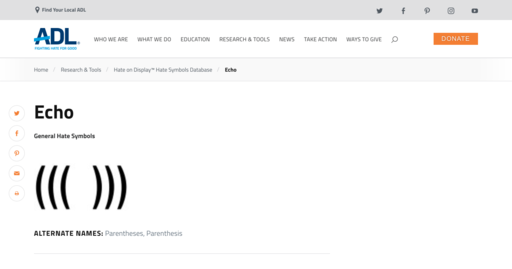 Find Your Local ADL
ADL®
FIGHTING HATE FOR GOOD
WHO WE ARE WHAT WE DO EDUCATION RESEARCH & TOOLS NEWS TAKE ACTION WAYS TO GIVE DONATE
Home / Research & Tools / Hate on Display™ Hate Symbols Database / Echo
Echo
General Hate Symbols
((( )))
ALTERNATE NAMES: Parentheses, Parenthesis